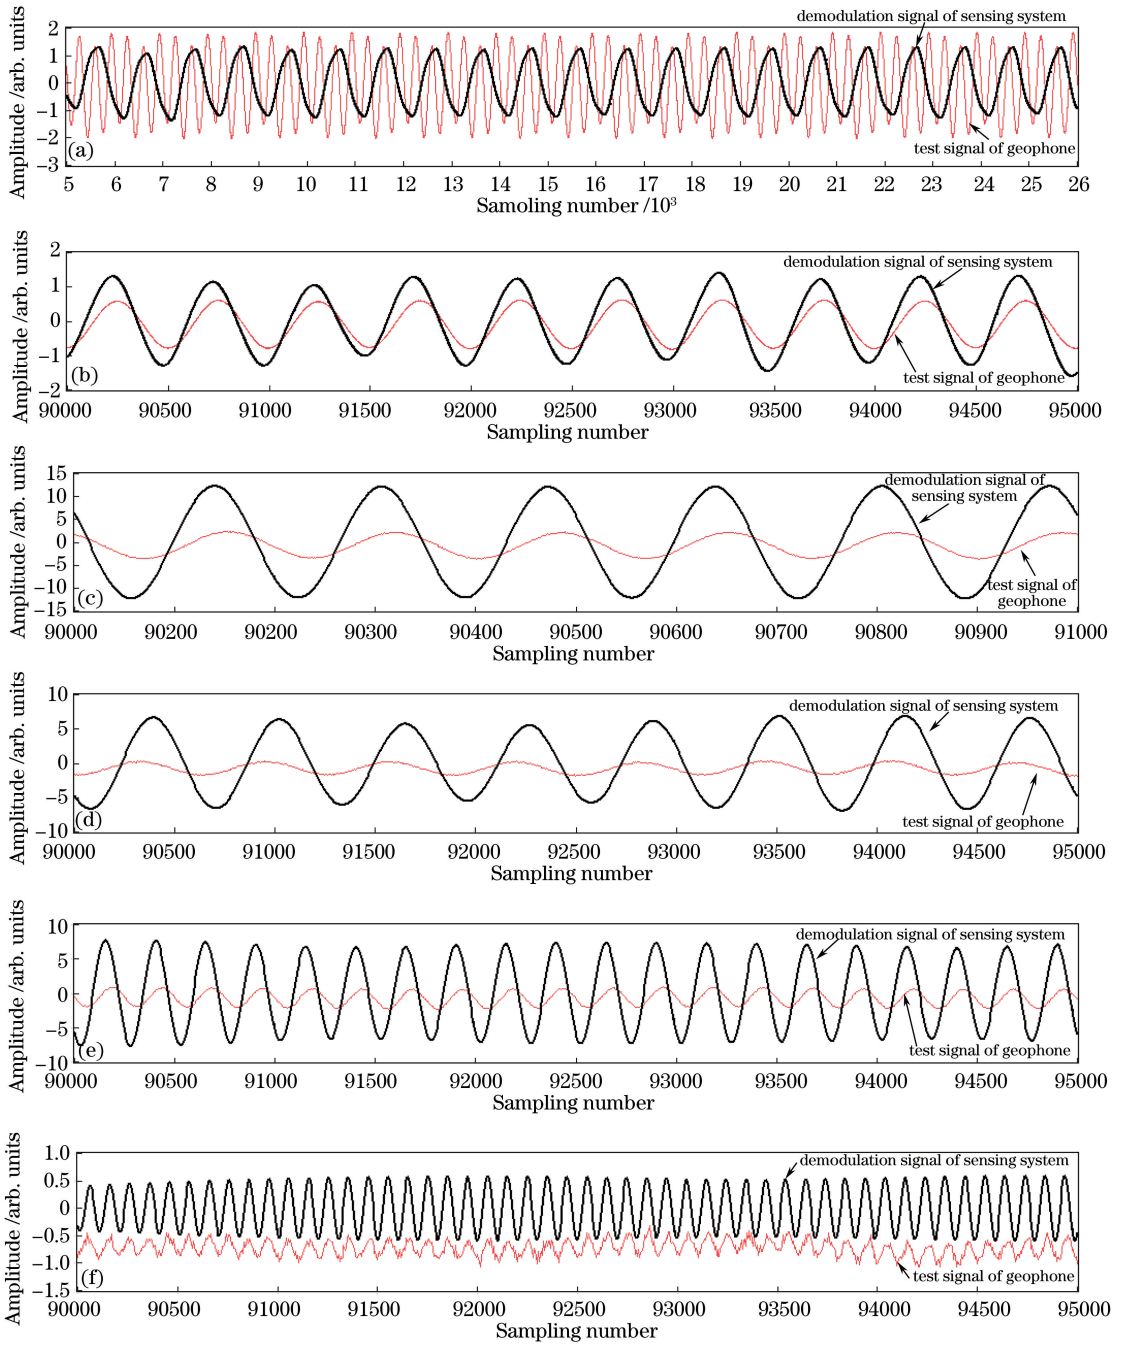 demodulation signal of sensing system
Amplitude /arb. units
2
1
0
−1
−2
−3
(a)
test signal of geophone
5 6 7 8 9 10 11 12 13 14 15 16 17 18 19 20 21 22 23 24 25 26
Samoling number /10³
Amplitude /arb. units
2
1
0
−1
−2
demodulation signal of sensing system
(b)
test signal of geophone
90000 90500 91000 91500 92000 92500 93000 93500 94000 94500 95000
Sampling number
Amplitude /arb. units
15
10
5
0
−5
−10
−15
demodulation signal of
sensing system
(c)
test signal of
geophone
90000 90200 90200 90300 90400 90500 90600 90700 90800 90900 91000
Sampling number
Amplitude /arb. units
10
5
0
−5
−10
demodulation signal of sensing system
(d)
test signal of geophone
90000 90500 91000 91500 92000 92500 93000 93500 94000 94500 95000
Sampling number
Amplitude /arb. units
10
5
0
−5
−10
demodulation signal of sensing system
(e)
test signal of geophone
90000 90500 91000 91500 92000 92500 93000 93500 94000 94500 95000
Sampling number
Amplitude /arb. units
1.0
0.5
0
−0.5
−1.0
−1.5
demodulation signal of sensing system
(f)
test signal of geophone
90000 90500 91000 91500 92000 92500 93000 93500 94000 94500 95000
Sampling number